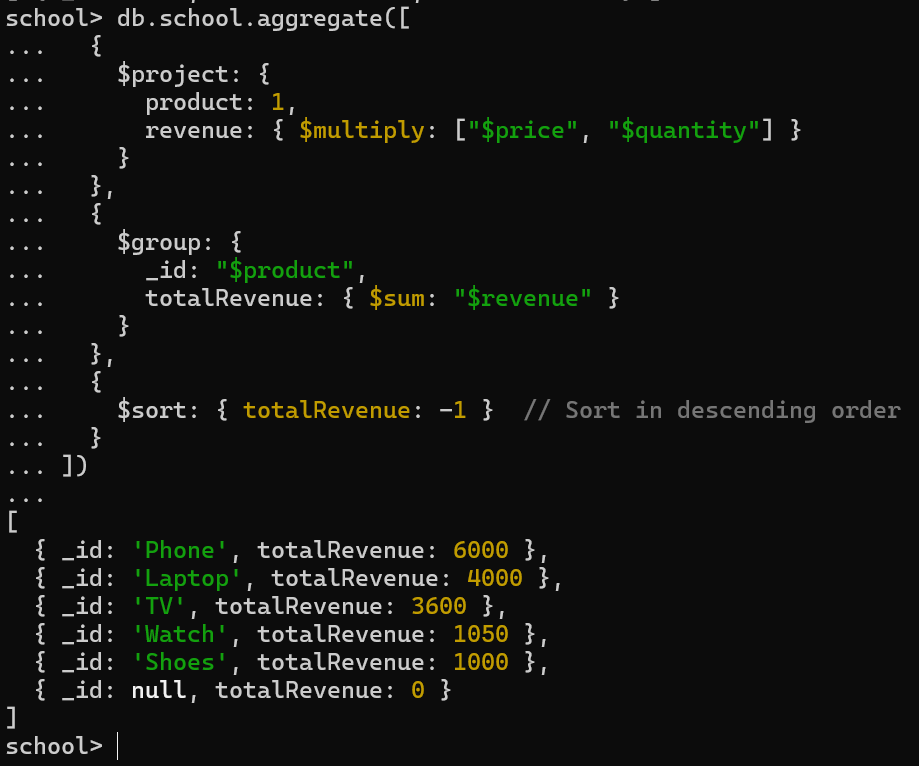 school> db.school.aggregate([
...   {
...     $project: {
...       product: 1,
...       revenue: { $multiply: ["$price", "$quantity"] }
...     }
...   },
...   {
...     $group: {
...       _id: "$product",
...       totalRevenue: { $sum: "$revenue" }
...     }
...   },
...   {
...     $sort: { totalRevenue: -1 }  // Sort in descending order
...   }
... ])
...
[
  { _id: 'Phone', totalRevenue: 6000 },
  { _id: 'Laptop', totalRevenue: 4000 },
  { _id: 'TV', totalRevenue: 3600 },
  { _id: 'Watch', totalRevenue: 1050 },
  { _id: 'Shoes', totalRevenue: 1000 },
  { _id: null, totalRevenue: 0 }
]
school>